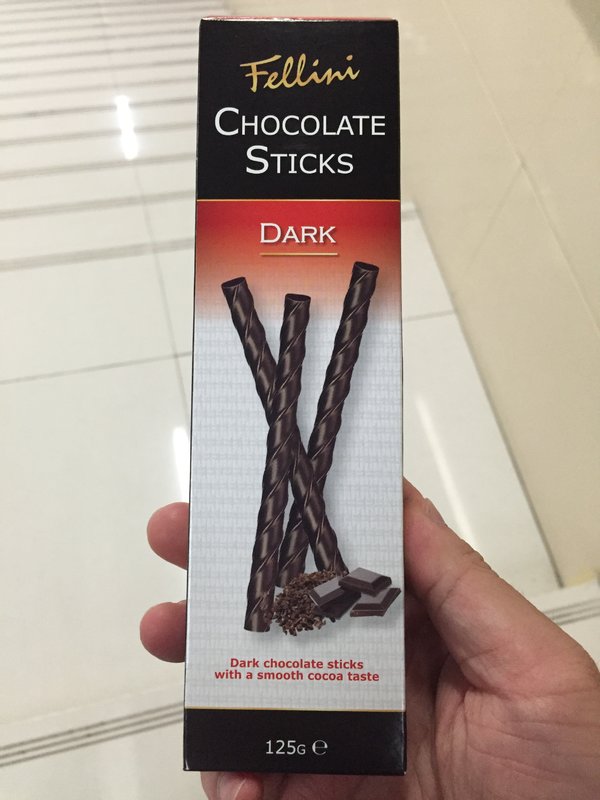 Fellini
CHOCOLATE
STICKS
DARK
Dark chocolate sticks
with a smooth cocoa taste
125G ℮